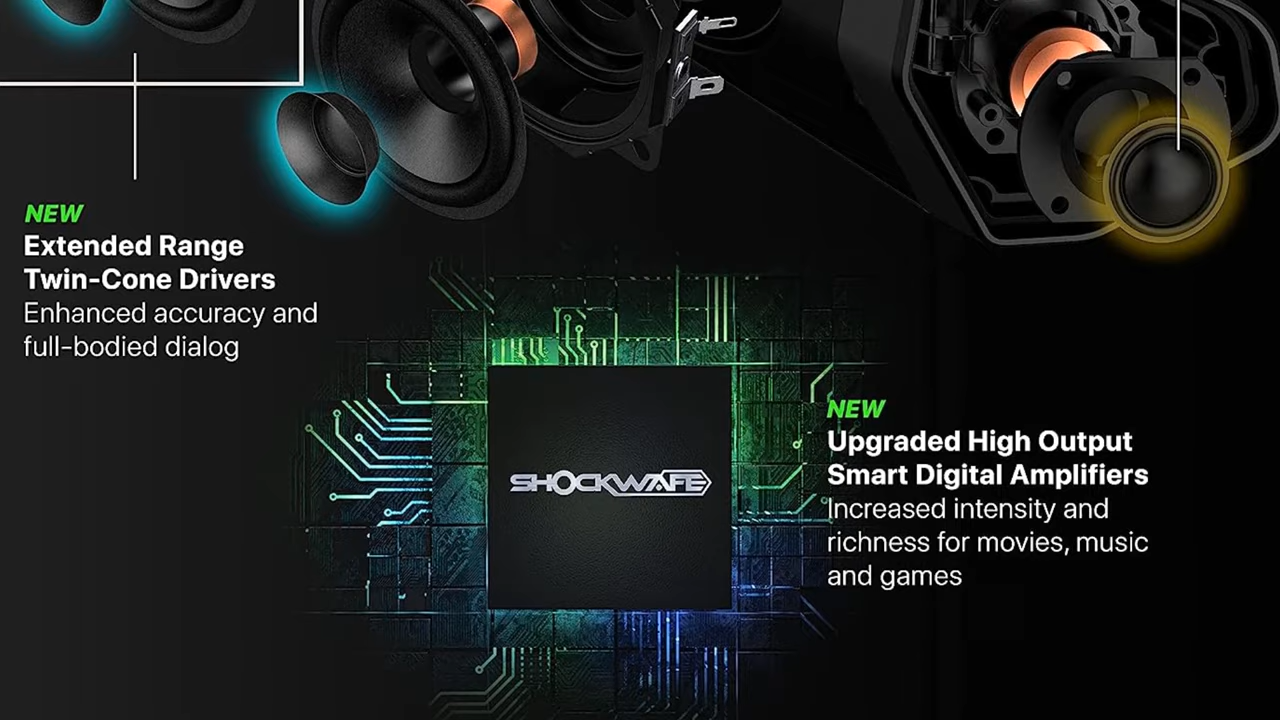 NEW
Extended Range
Twin-Cone Drivers
Enhanced accuracy and
full-bodied dialog
SHOCKWAFE
NEW
Upgraded High Output
Smart Digital Amplifiers
Increased intensity and
richness for movies, music
and games